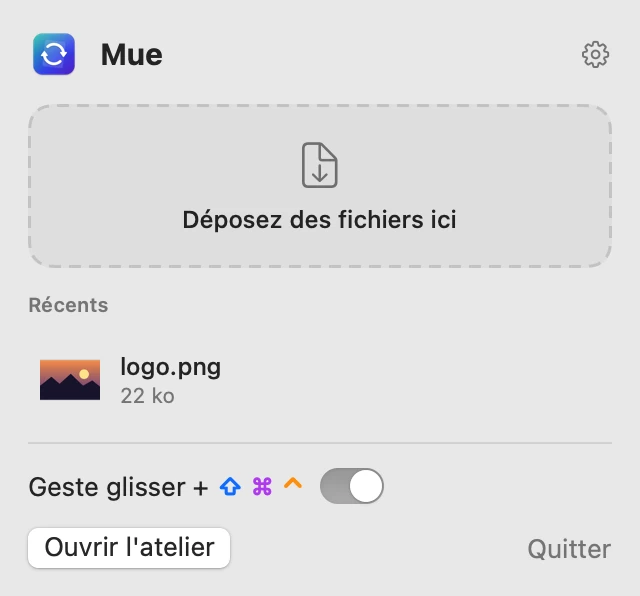 Mue
Déposez des fichiers ici
Récents
logo.png
22 ko
Geste glisser + ⇧ ⌘ ⌃
Ouvrir l'atelier
Quitter